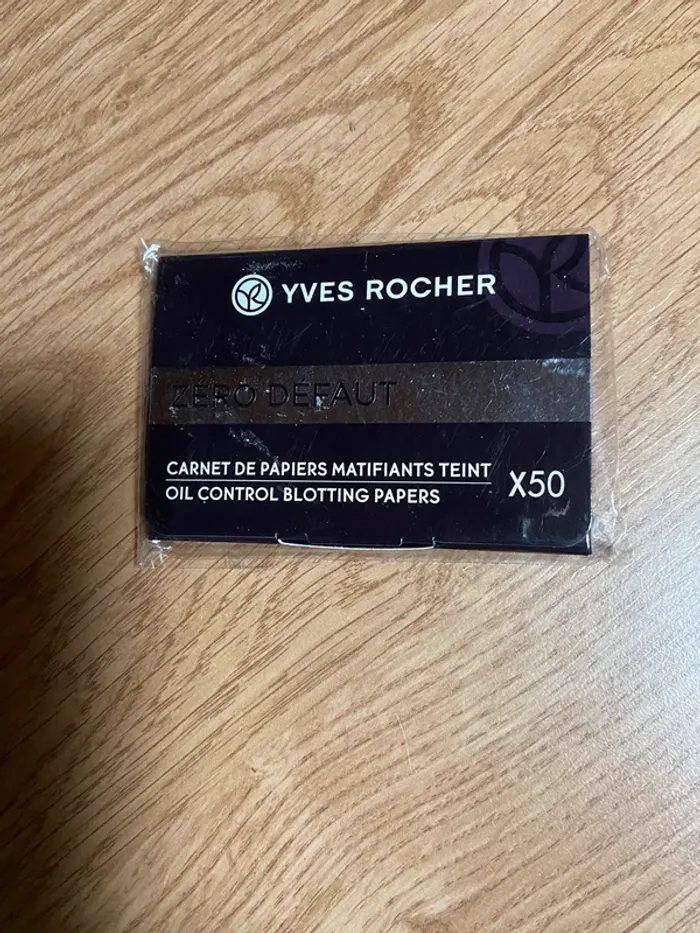 YVES ROCHER
ZERO DEFAUT
CARNET DE PAPIERS MATIFIANTS TEINT
OIL CONTROL BLOTTING PAPERS
X50